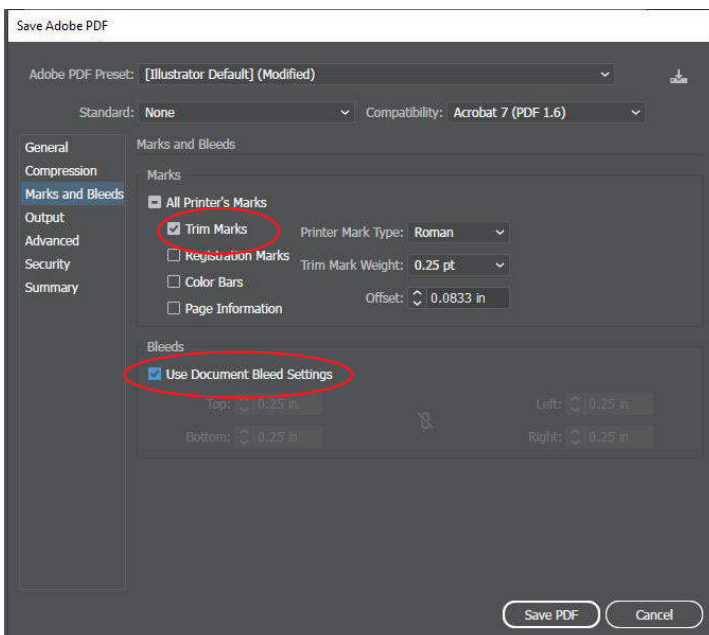 Save Adobe PDF
Adobe PDF Preset: [Illustrator Default] (Modified)
Standard: None Compatibility: Acrobat 7 (PDF 1.6)
General
Compression
Marks and Bleeds
Output
Advanced
Security
Summary
Marks and Bleeds
Marks
All Printer's Marks
Trim Marks Printer Mark Type: Roman
Registration Marks Trim Mark Weight: 0.25 pt
Color Bars Offset: 0.0833 in
Page Information
Bleeds
Use Document Bleed Settings
Top: 0.25 in Left: 0.25 in
Bottom: 0.25 in Right: 0.25 in
Save PDF Cancel